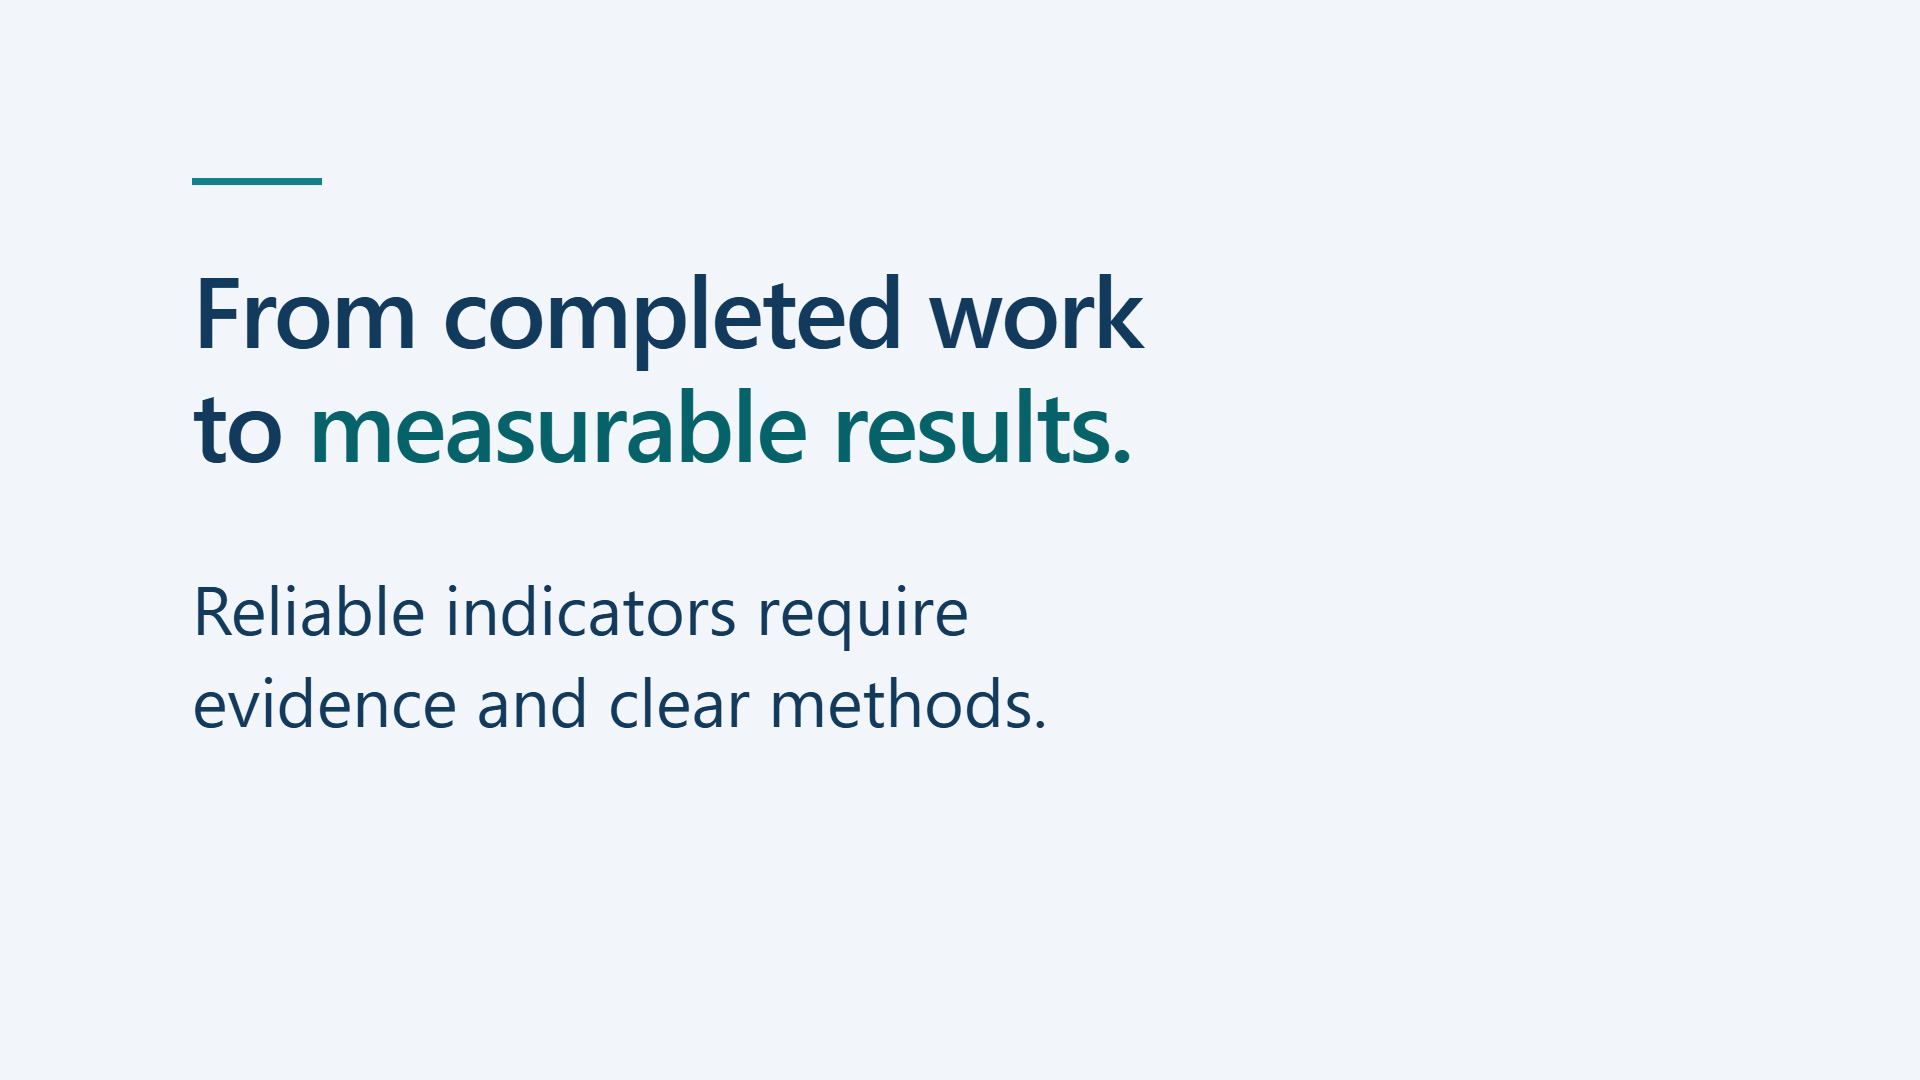 From completed work
to measurable results.
Reliable indicators require
evidence and clear methods.